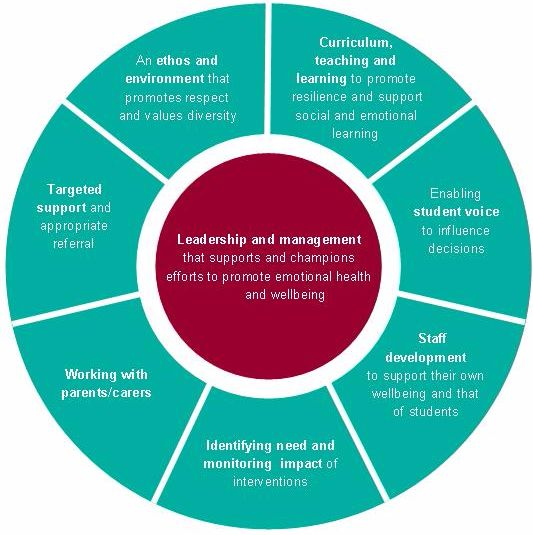 An ethos and
environment that
promotes respect
and values diversity
Curriculum,
teaching and
learning to promote
resilience and support
social and emotional
learning
Enabling
student voice
to influence
decisions
Staff
development
to support their own
wellbeing and that
of students
Identifying need and
monitoring impact of
interventions
Working with
parents/carers
Targeted
support and
appropriate
referral
Leadership and management
that supports and champions
efforts to promote emotional health
and wellbeing